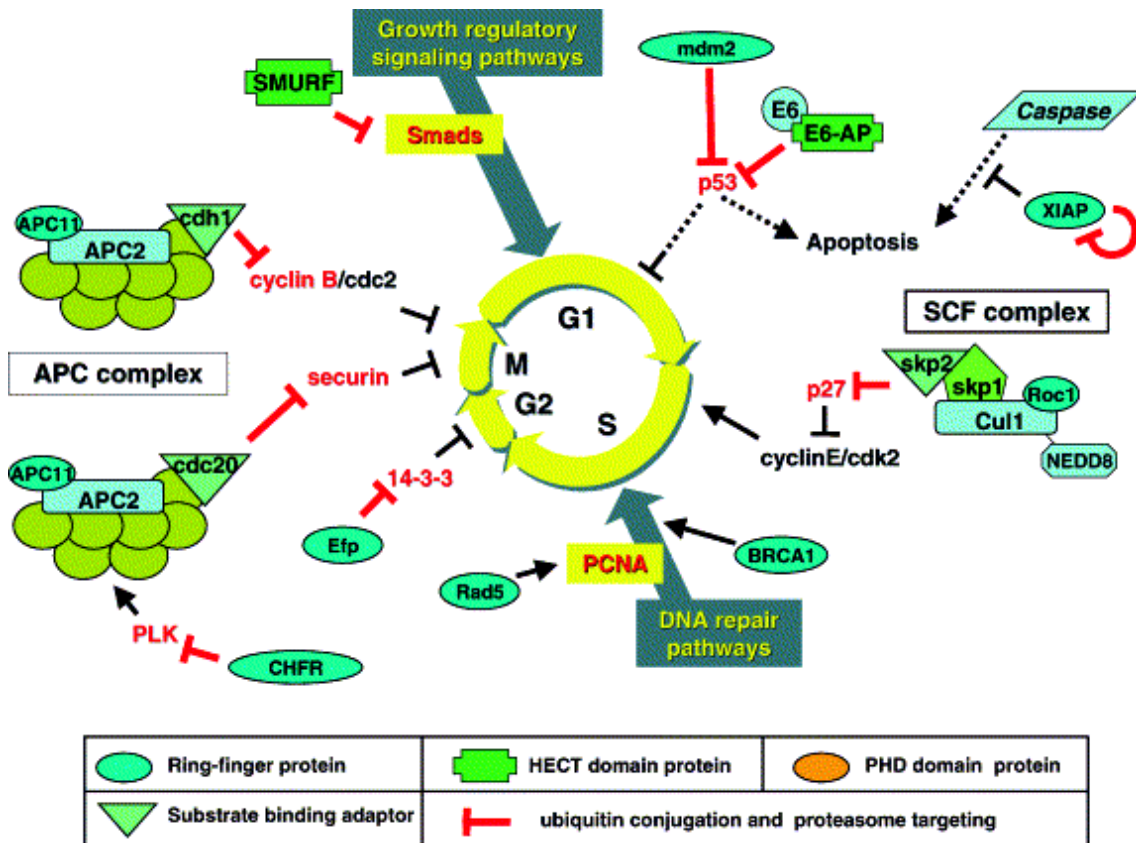 Growth regulatory
signaling pathways
mdm2
SMURF
E6
E6-AP
Caspase
Smads
p53
XIAP
APC11
cdh1
APC2
Apoptosis
cyclin B/cdc2
G1
SCF complex
APC complex
M
securin
G2
S
skp2
skp1
p27
Roc1
Cul1
cyclinE/cdk2
NEDD8
APC11
cdc20
APC2
14-3-3
Efp
PCNA
BRCA1
Rad5
DNA repair
pathways
PLK
CHFR
Ring-finger protein
HECT domain protein
PHD domain protein
Substrate binding adaptor
ubiquitin conjugation and proteasome targeting